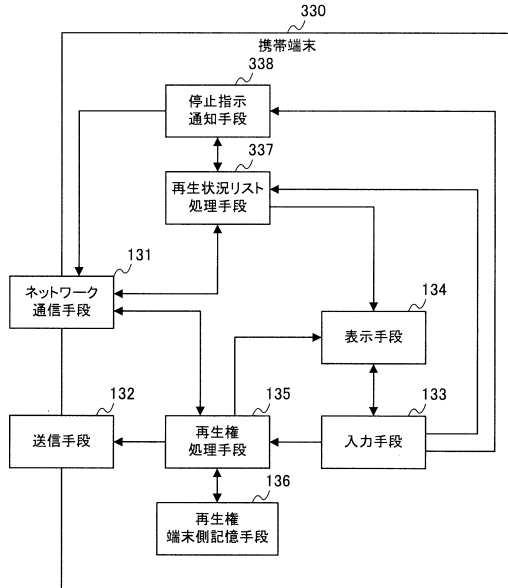 330
携帯端末
338
停止指示
通知手段
337
再生状況リスト
処理手段
131
ネットワーク
通信手段
134
表示手段
132
送信手段
135
再生権
処理手段
133
入力手段
136
再生権
端末側記憶手段